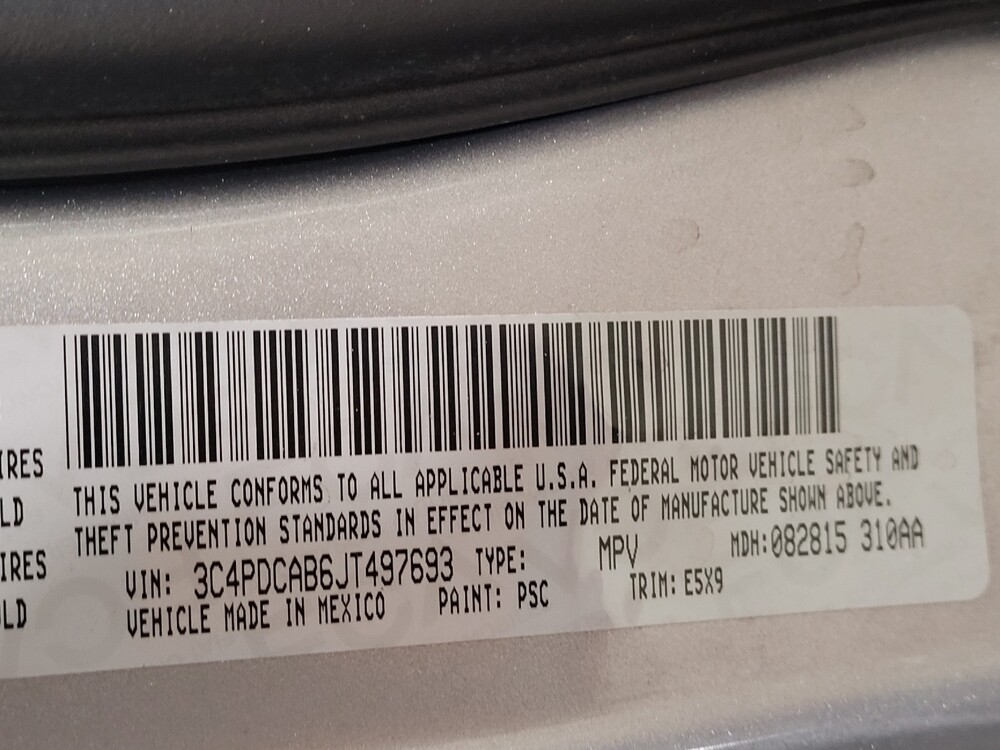 IRES
LD
IRES
LD
THIS VEHICLE CONFORMS TO ALL APPLICABLE U.S.A. FEDERAL MOTOR VEHICLE SAFETY AND
THEFT PREVENTION STANDARDS IN EFFECT ON THE DATE OF MANUFACTURE SHOWN ABOVE.
VIN: 3C4PDCAB6JT497693 TYPE: MPV MDH:082815 310AA
VEHICLE MADE IN MEXICO PAINT: PSC TRIM: E5X9